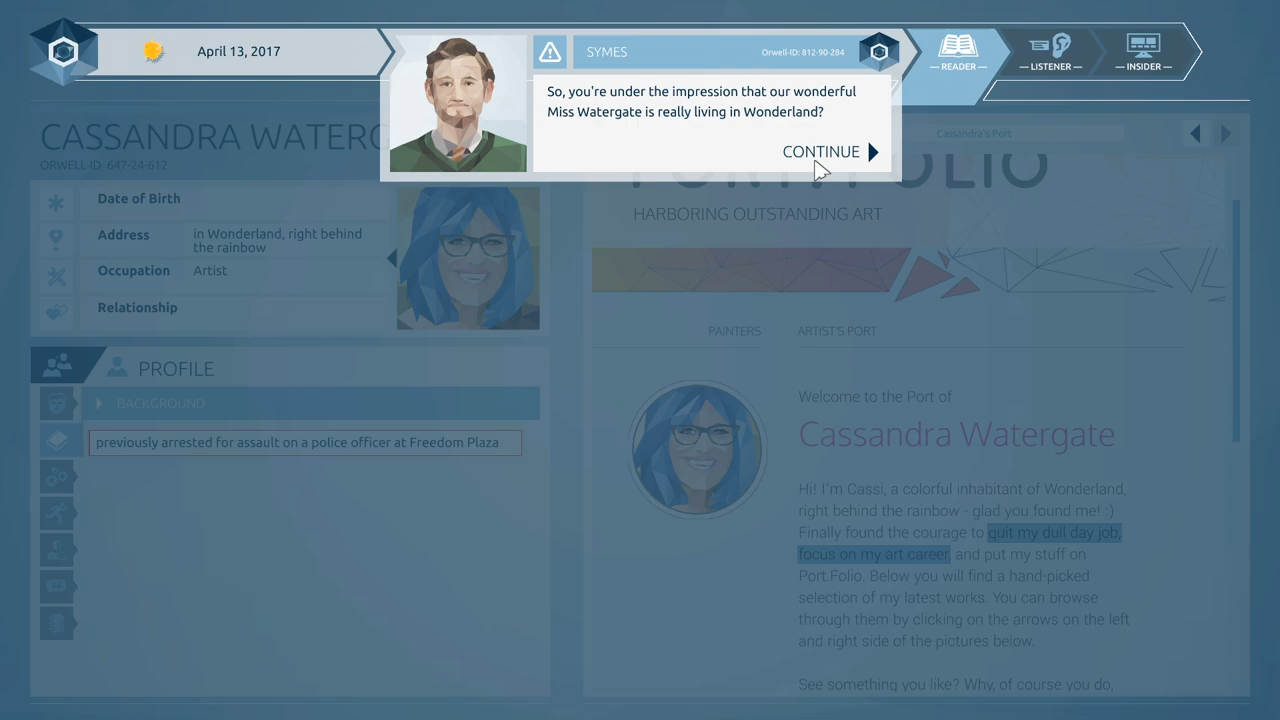 April 13, 2017
SYMES
Orwell-ID: 812-90-284
So, you're under the impression that our wonderful
Miss Watergate is really living in Wonderland?
CONTINUE
— READER —
— LISTENER —
— INSIDER —
CASSANDRA WATERG
ORWELL-ID 647-24-612
Date of Birth
Address
in Wonderland, right behind
the rainbow
Occupation
Artist
Relationship
PROFILE
BACKGROUND
previously arrested for assault on a police officer at Freedom Plaza
Cassandra's Port
PORT.FOLIO
HARBORING OUTSTANDING ART
PAINTERS
ARTIST'S PORT
Welcome to the Port of
Cassandra Watergate
Hi! I'm Cassi, a colorful inhabitant of Wonderland,
right behind the rainbow - glad you found me! :)
Finally found the courage to quit my dull day job,
focus on my art career, and put my stuff on
Port.Folio. Below you will find a hand-picked
selection of my latest works. You can browse
through them by clicking on the arrows on the left
and right side of the pictures below.
See something you like? Why, of course you do,